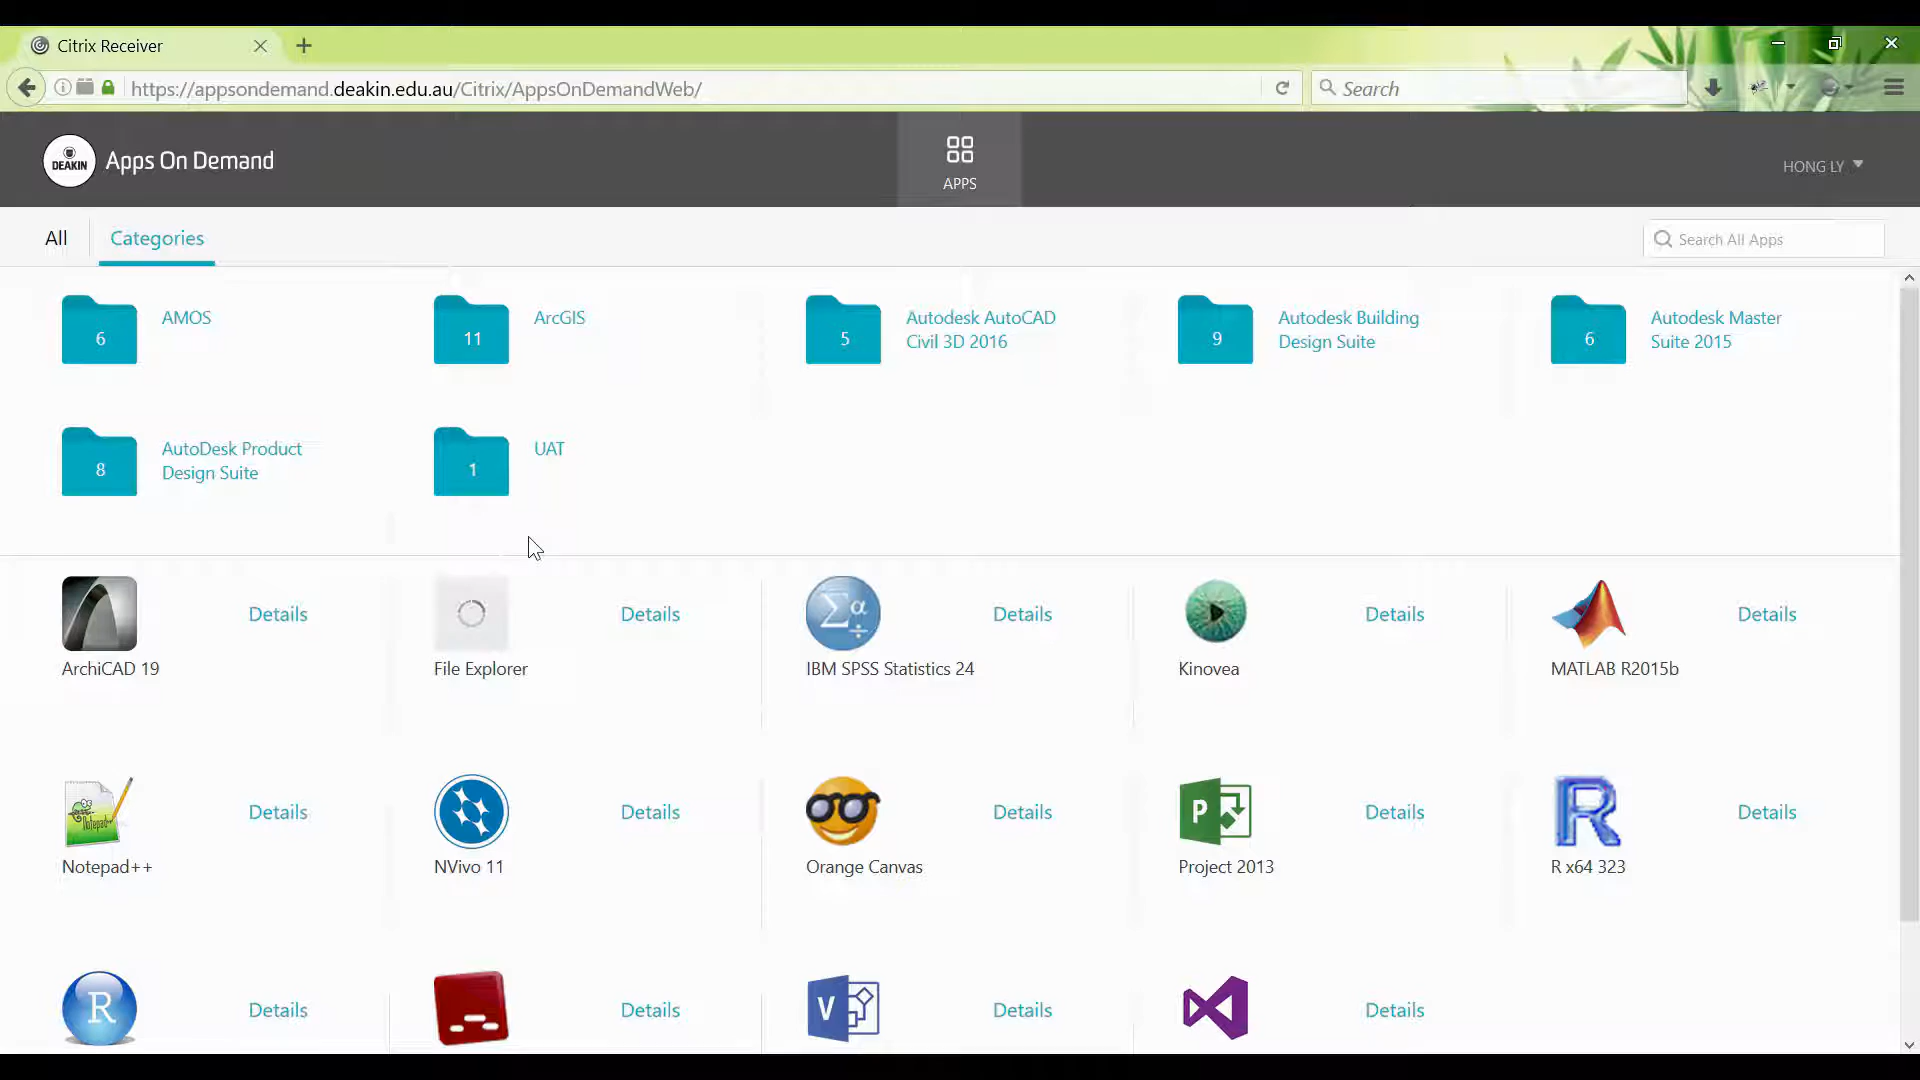 Citrix Receiver
https://appsondemand.deakin.edu.au/Citrix/AppsOnDemandWeb/
Search
DEAKIN
Apps On Demand
APPS
HONG LY
All
Categories
Search All Apps
6
AMOS
11
ArcGIS
5
Autodesk AutoCAD
Civil 3D 2016
9
Autodesk Building
Design Suite
6
Autodesk Master
Suite 2015
8
AutoDesk Product
Design Suite
1
UAT
Details
ArchiCAD 19
Details
File Explorer
Σα÷
Details
IBM SPSS Statistics 24
Details
Kinovea
Details
MATLAB R2015b
Notepad++
Details
Notepad++
Details
NVivo 11
Details
Orange Canvas
P
Details
Project 2013
R
Details
R x64 323
R
Details
Details
V
Details
Details